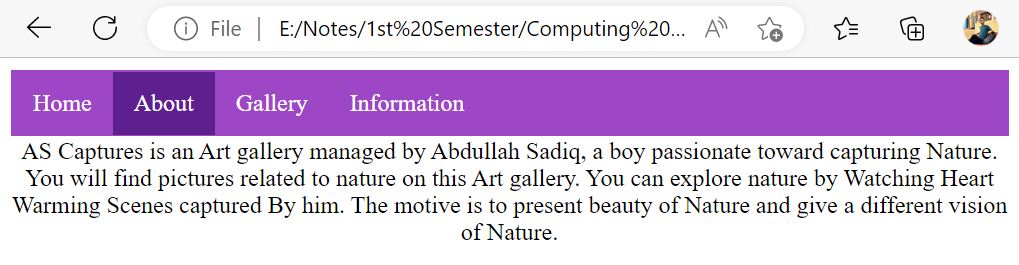 File | E:/Notes/1st%20Semester/Computing%20...
Home About Gallery Information
AS Captures is an Art gallery managed by Abdullah Sadiq, a boy passionate toward capturing Nature.
You will find pictures related to nature on this Art gallery. You can explore nature by Watching Heart
Warming Scenes captured By him. The motive is to present beauty of Nature and give a different vision
of Nature.